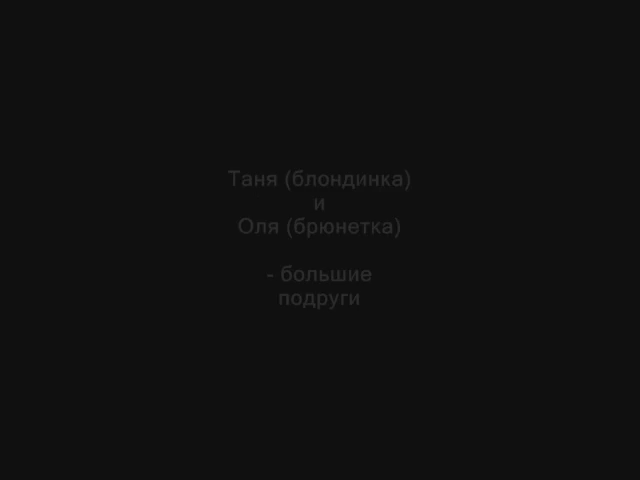 Таня (блондинка)
и
Оля (брюнетка)
- большие
подруги